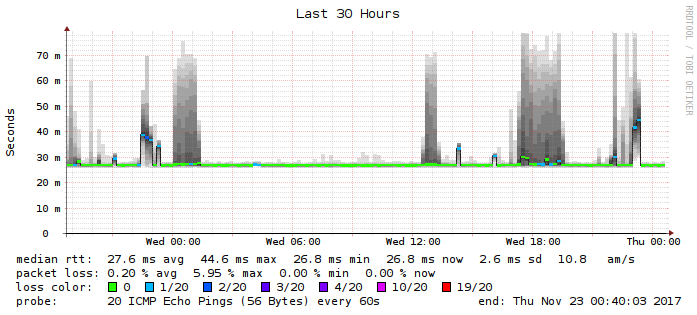 Last 30 Hours
RRDTOOL / TOBI OETIKER
Seconds
70 m
60 m
50 m
40 m
30 m
20 m
10 m
0
Wed 00:00 Wed 06:00 Wed 12:00 Wed 18:00 Thu 00:00
median rtt: 27.6 ms avg 44.6 ms max 26.8 ms min 26.8 ms now 2.6 ms sd 10.8 am/s
packet loss: 0.20 % avg 5.95 % max 0.00 % min 0.00 % now
loss color: 0 1/20 2/20 3/20 4/20 10/20 19/20
probe: 20 ICMP Echo Pings (56 Bytes) every 60s end: Thu Nov 23 00:40:03 2017